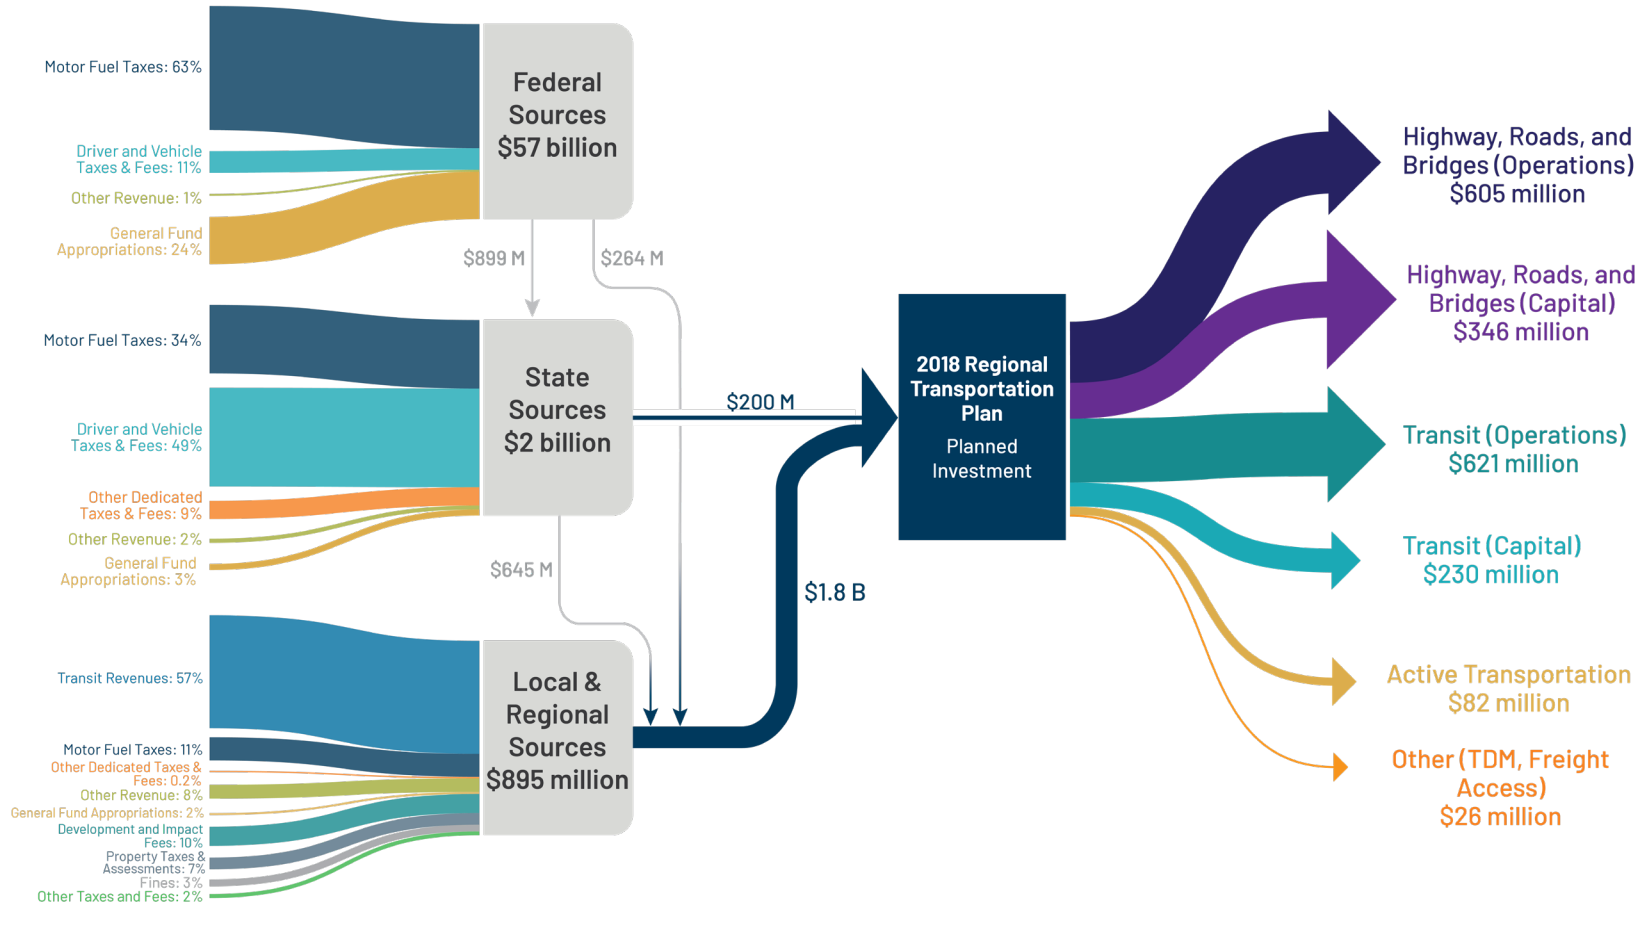 Motor Fuel Taxes: 63%
Driver and Vehicle
Taxes & Fees: 11%
Other Revenue: 1%
General Fund
Appropriations: 24%
Federal
Sources
$57 billion
$899 M
$264 M
Motor Fuel Taxes: 34%
Driver and Vehicle
Taxes & Fees: 49%
Other Dedicated
Taxes & Fees: 9%
Other Revenue: 2%
General Fund
Appropriations: 3%
State
Sources
$2 billion
$200 M
$645 M
$1.8 B
Transit Revenues: 57%
Motor Fuel Taxes: 11%
Other Dedicated Taxes &
Fees: 0.2%
Other Revenue: 8%
General Fund Appropriations: 2%
Development and Impact
Fees: 10%
Property Taxes &
Assessments: 7%
Fines: 3%
Other Taxes and Fees: 2%
Local &
Regional
Sources
$895 million
2018 Regional
Transportation
Plan
Planned
Investment
Highway, Roads, and
Bridges (Operations)
$605 million
Highway, Roads, and
Bridges (Capital)
$346 million
Transit (Operations)
$621 million
Transit (Capital)
$230 million
Active Transportation
$82 million
Other (TDM, Freight
Access)
$26 million